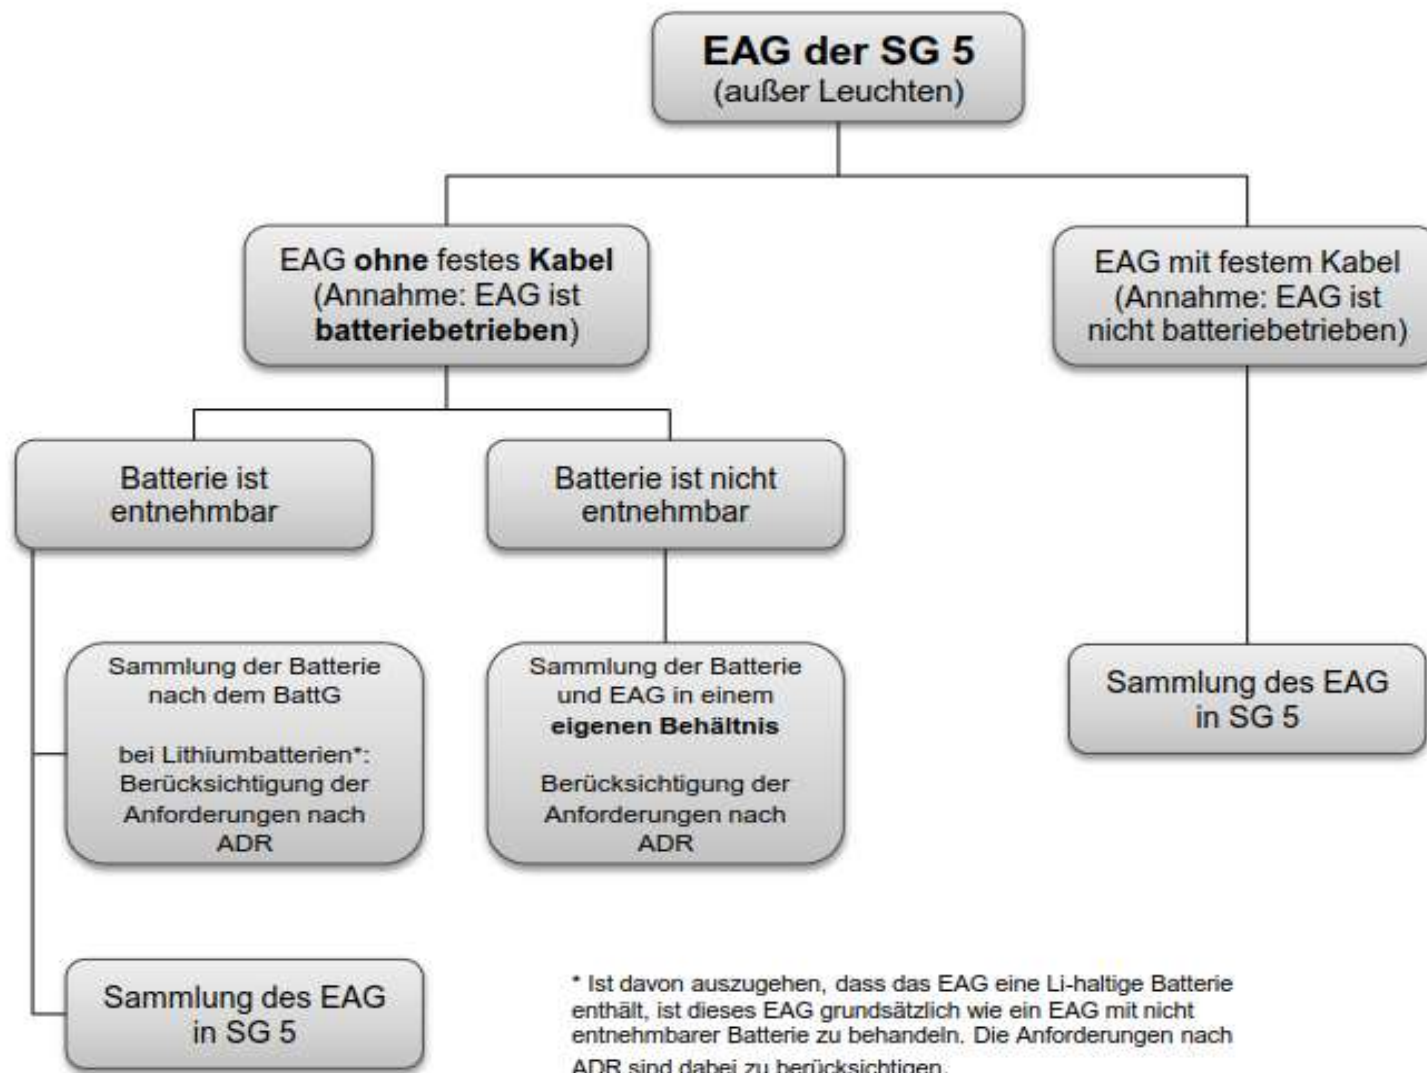 EAG der SG 5
(außer Leuchten)
EAG ohne festes Kabel
(Annahme: EAG ist
batteriebetrieben)
EAG mit festem Kabel
(Annahme: EAG ist
nicht batteriebetrieben)
Batterie ist
entnehmbar
Batterie ist nicht
entnehmbar
Sammlung der Batterie
nach dem BattG
bei Lithiumbatterien*:
Berücksichtigung der
Anforderungen nach
ADR
Sammlung der Batterie
und EAG in einem
eigenen Behältnis
Berücksichtigung der
Anforderungen nach
ADR
Sammlung des EAG
in SG 5
Sammlung des EAG
in SG 5
* Ist davon auszugehen, dass das EAG eine Li-haltige Batterie
enthält, ist dieses EAG grundsätzlich wie ein EAG mit nicht
entnehmbarer Batterie zu behandeln. Die Anforderungen nach
ADR sind dabei zu berücksichtigen.